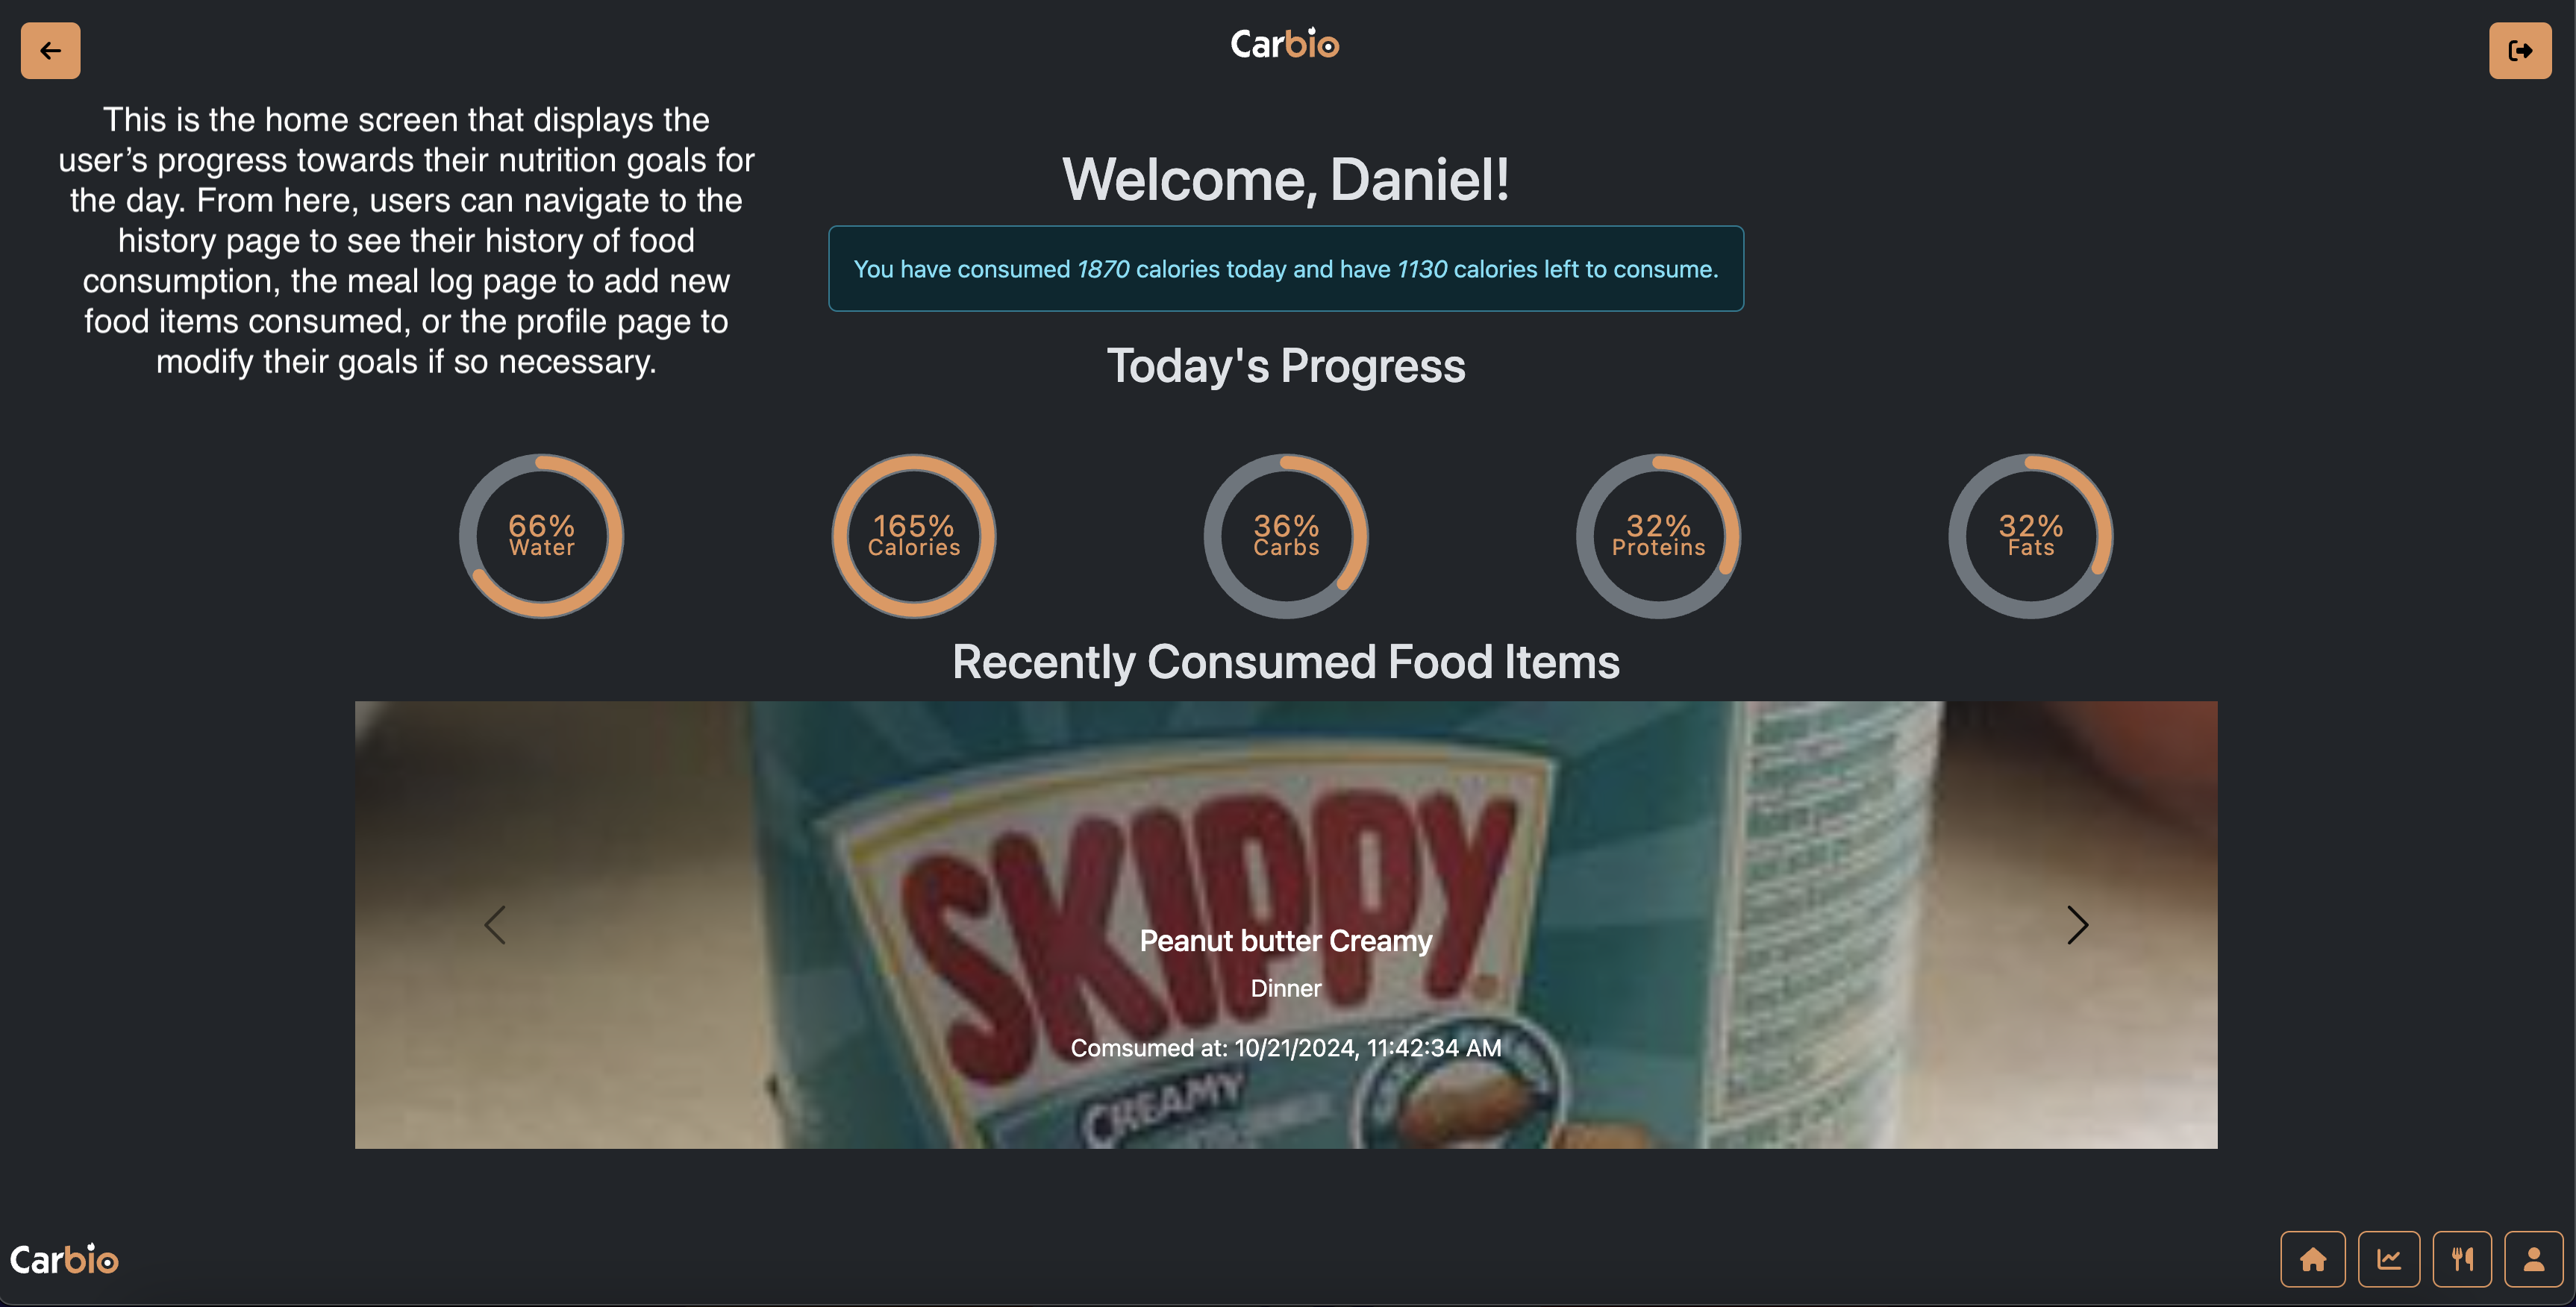 Carbio
This is the home screen that displays the
user’s progress towards their nutrition goals for
the day. From here, users can navigate to the
history page to see their history of food
consumption, the meal log page to add new
food items consumed, or the profile page to
modify their goals if so necessary.
Welcome, Daniel!
You have consumed 1870 calories today and have 1130 calories left to consume.
Today's Progress
66%
Water
165%
Calories
36%
Carbs
32%
Proteins
32%
Fats
Recently Consumed Food Items
SKIPPY
Peanut butter Creamy
Dinner
Comsumed at: 10/21/2024, 11:42:34 AM
CREAMY
Carbio